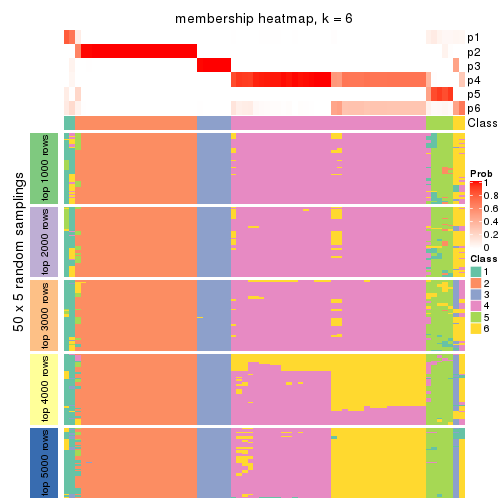 membership heatmap, k = 6
p1
p2
p3
p4
p5
p6
Class
50 x 5 random samplings
top 1000 rows
top 2000 rows
top 3000 rows
top 4000 rows
top 5000 rows
Prob
1
0.8
0.6
0.4
0.2
0
Class
1
2
3
4
5
6